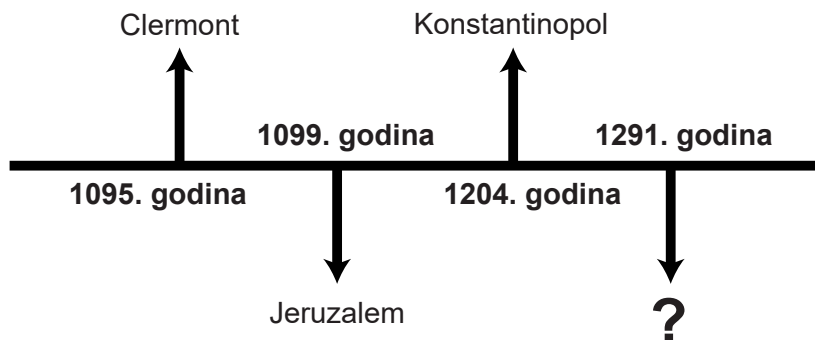 Clermont
Konstantinopol
1099. godina
1291. godina
1095. godina
1204. godina
Jeruzalem
?